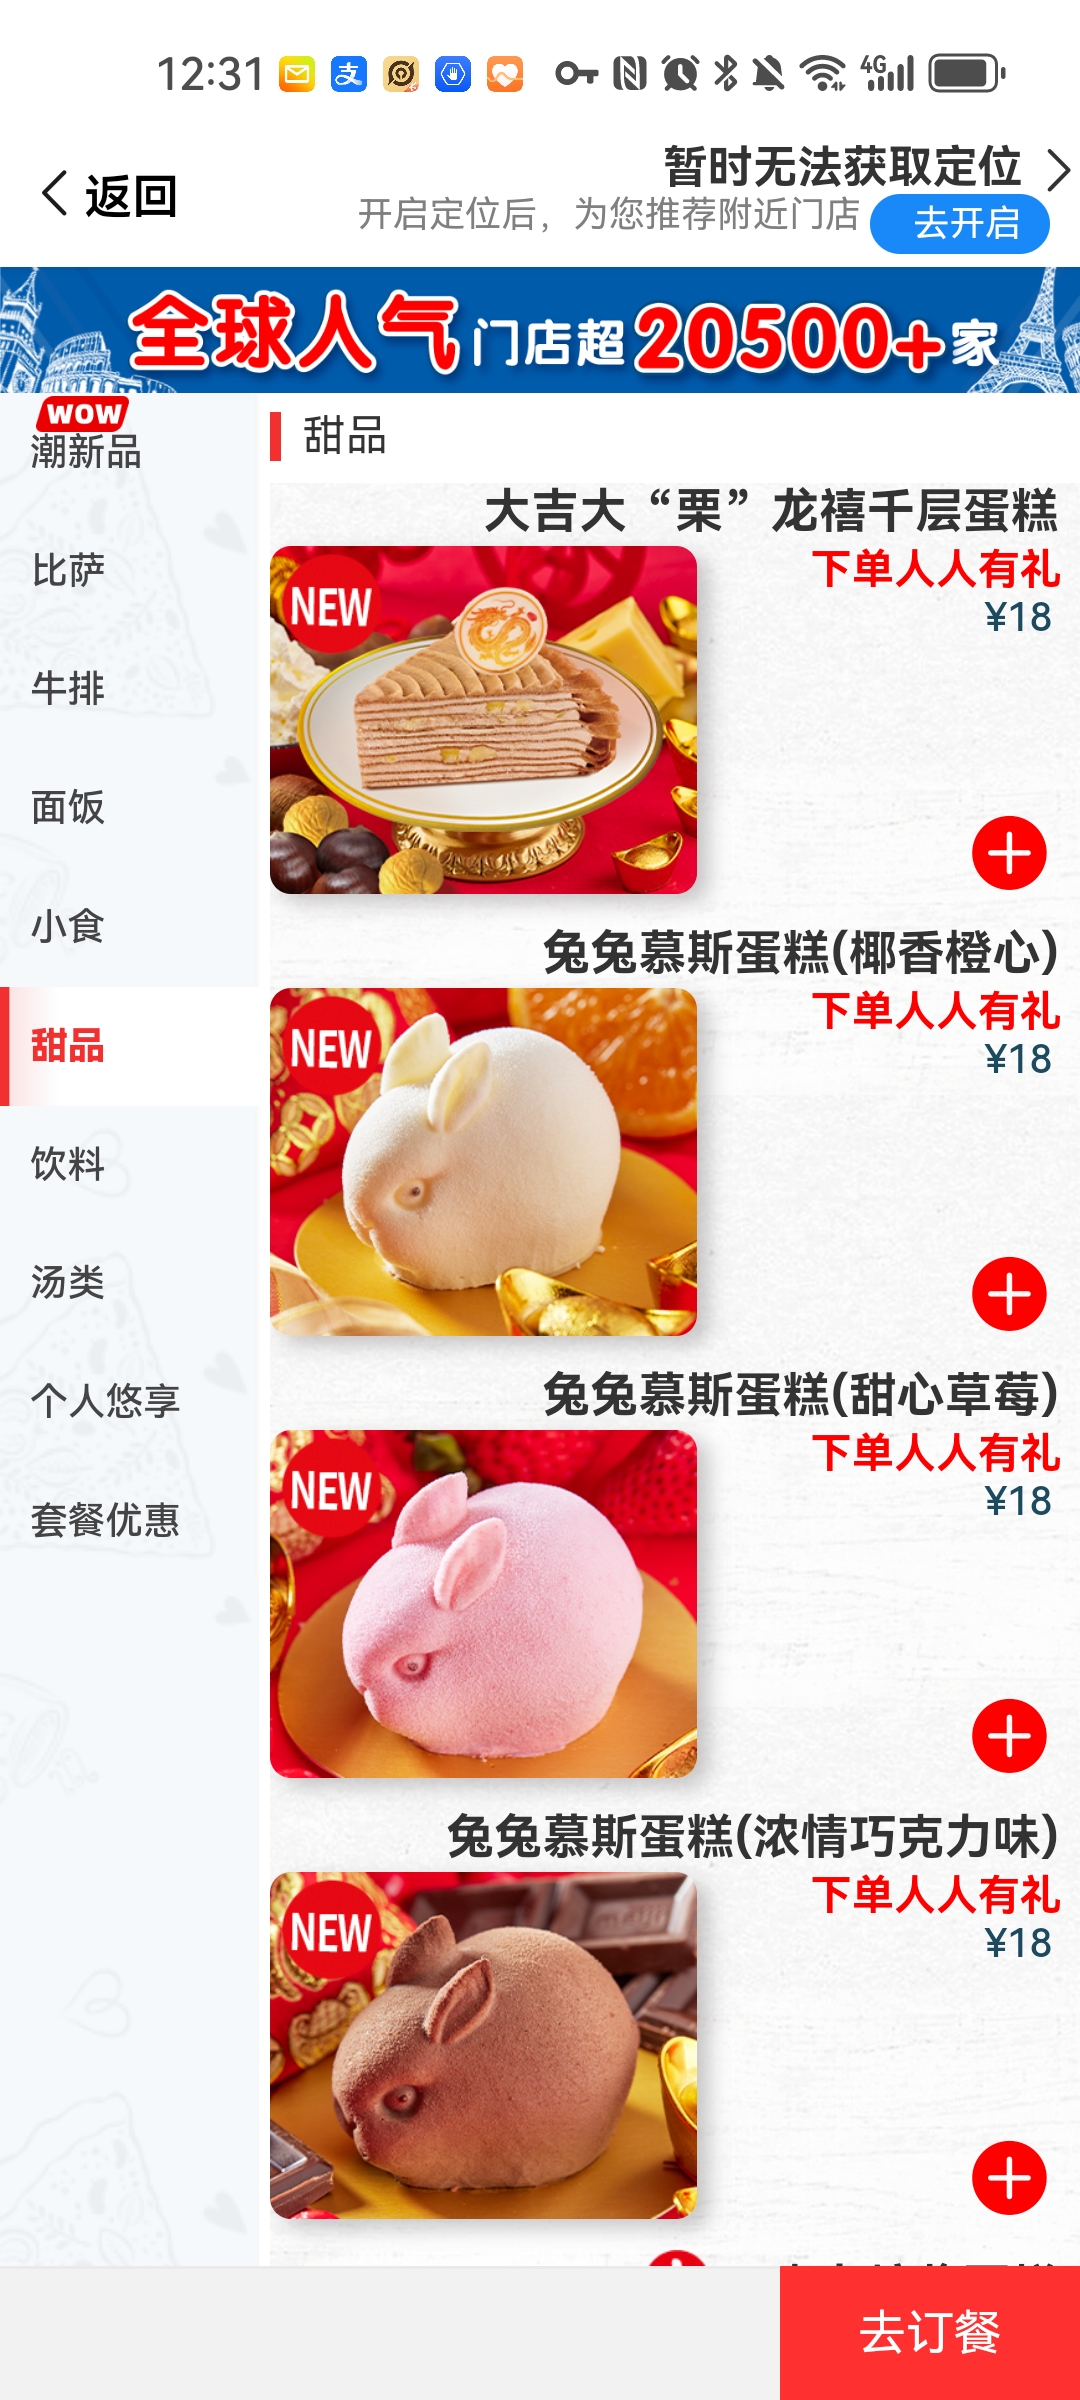 12:31
4G
返回
暂时无法获取定位
开启定位后，为您推荐附近门店
去开启
全球人气门店超20500+家
WOW
潮新品
比萨
牛排
面饭
小食
甜品
饮料
汤类
个人悠享
套餐优惠
甜品
大吉大“栗”龙禧千层蛋糕
NEW
下单人人有礼
¥18
兔兔慕斯蛋糕(椰香橙心)
NEW
下单人人有礼
¥18
兔兔慕斯蛋糕(甜心草莓)
NEW
下单人人有礼
¥18
兔兔慕斯蛋糕(浓情巧克力味)
NEW
下单人人有礼
¥18
去订餐